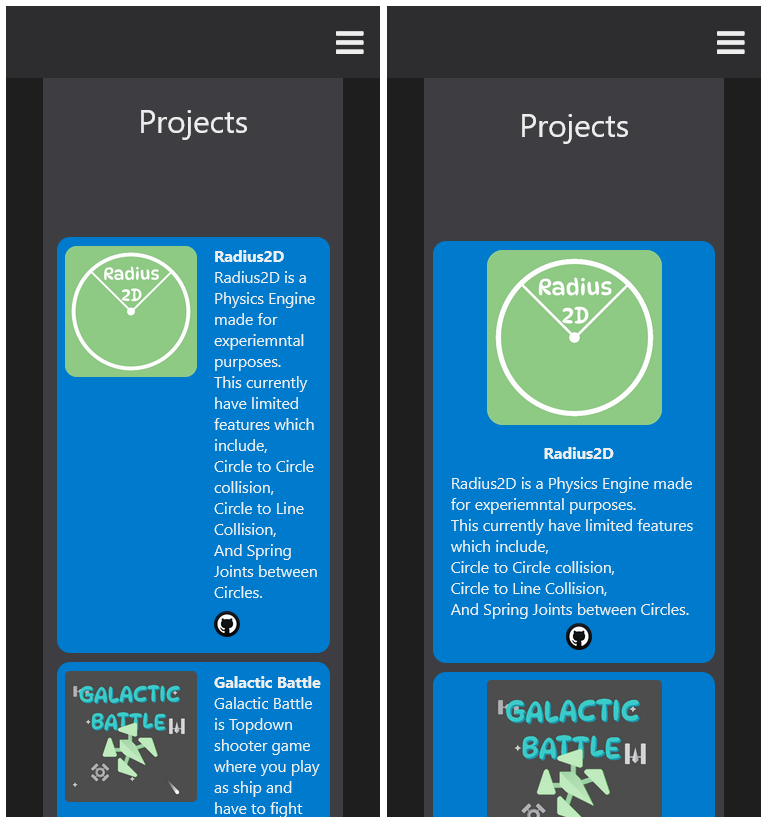 Projects
Radius
2D
Radius2D
Radius2D is a
Physics Engine
made for
experiemntal
purposes.
This currently
have limited
features which
include,
Circle to Circle
collision,
Circle to Line
Collision,
And Spring
Joints between
Circles.
GALACTIC
BATTLE
Galactic Battle
Galactic Battle
is Topdown
shooter game
where you play
as ship and
have to fight
Projects
Radius
2D
Radius2D
Radius2D is a Physics Engine made
for experiemntal purposes.
This currently have limited features
which include,
Circle to Circle collision,
Circle to Line Collision,
And Spring Joints between Circles.
GALACTIC
BATTLE